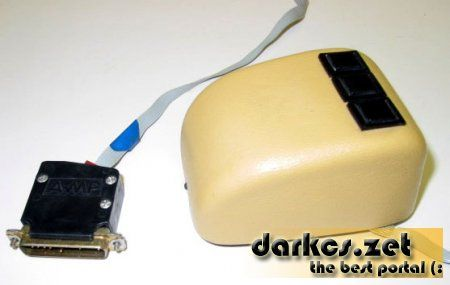 AMP
darkcs.zet
the best portal (: